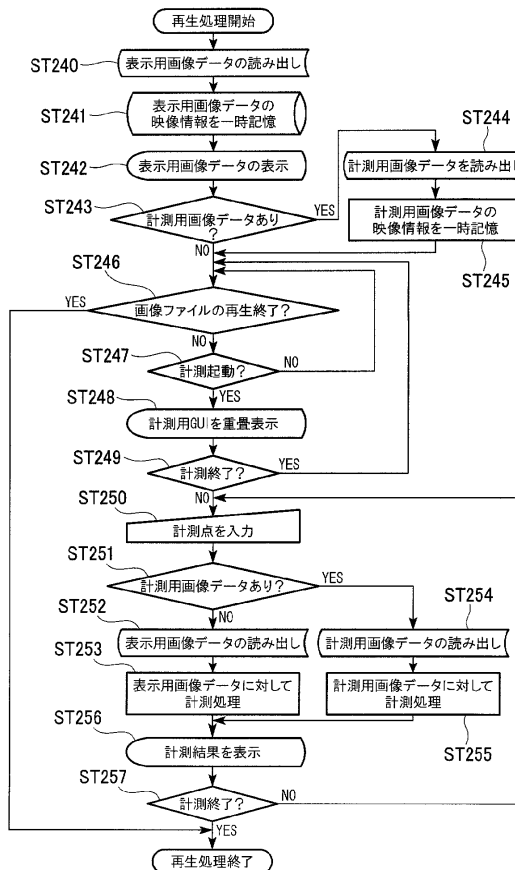 再生処理開始
ST240
表示用画像データの読み出し
ST241
表示用画像データの
映像情報を一時記憶
ST242
表示用画像データの表示
ST243
計測用画像データあり
?
YES
NO
ST244
計測用画像データを読み出し
計測用画像データの
映像情報を一時記憶
ST245
ST246
画像ファイルの再生終了?
YES
NO
ST247
計測起動?
NO
YES
ST248
計測用GUIを重畳表示
ST249
計測終了?
YES
NO
ST250
計測点を入力
ST251
計測用画像データあり?
YES
NO
ST252
表示用画像データの読み出し
ST253
表示用画像データに対して
計測処理
ST254
計測用画像データの読み出し
計測用画像データに対して
計測処理
ST255
ST256
計測結果を表示
ST257
計測終了?
NO
YES
再生処理終了